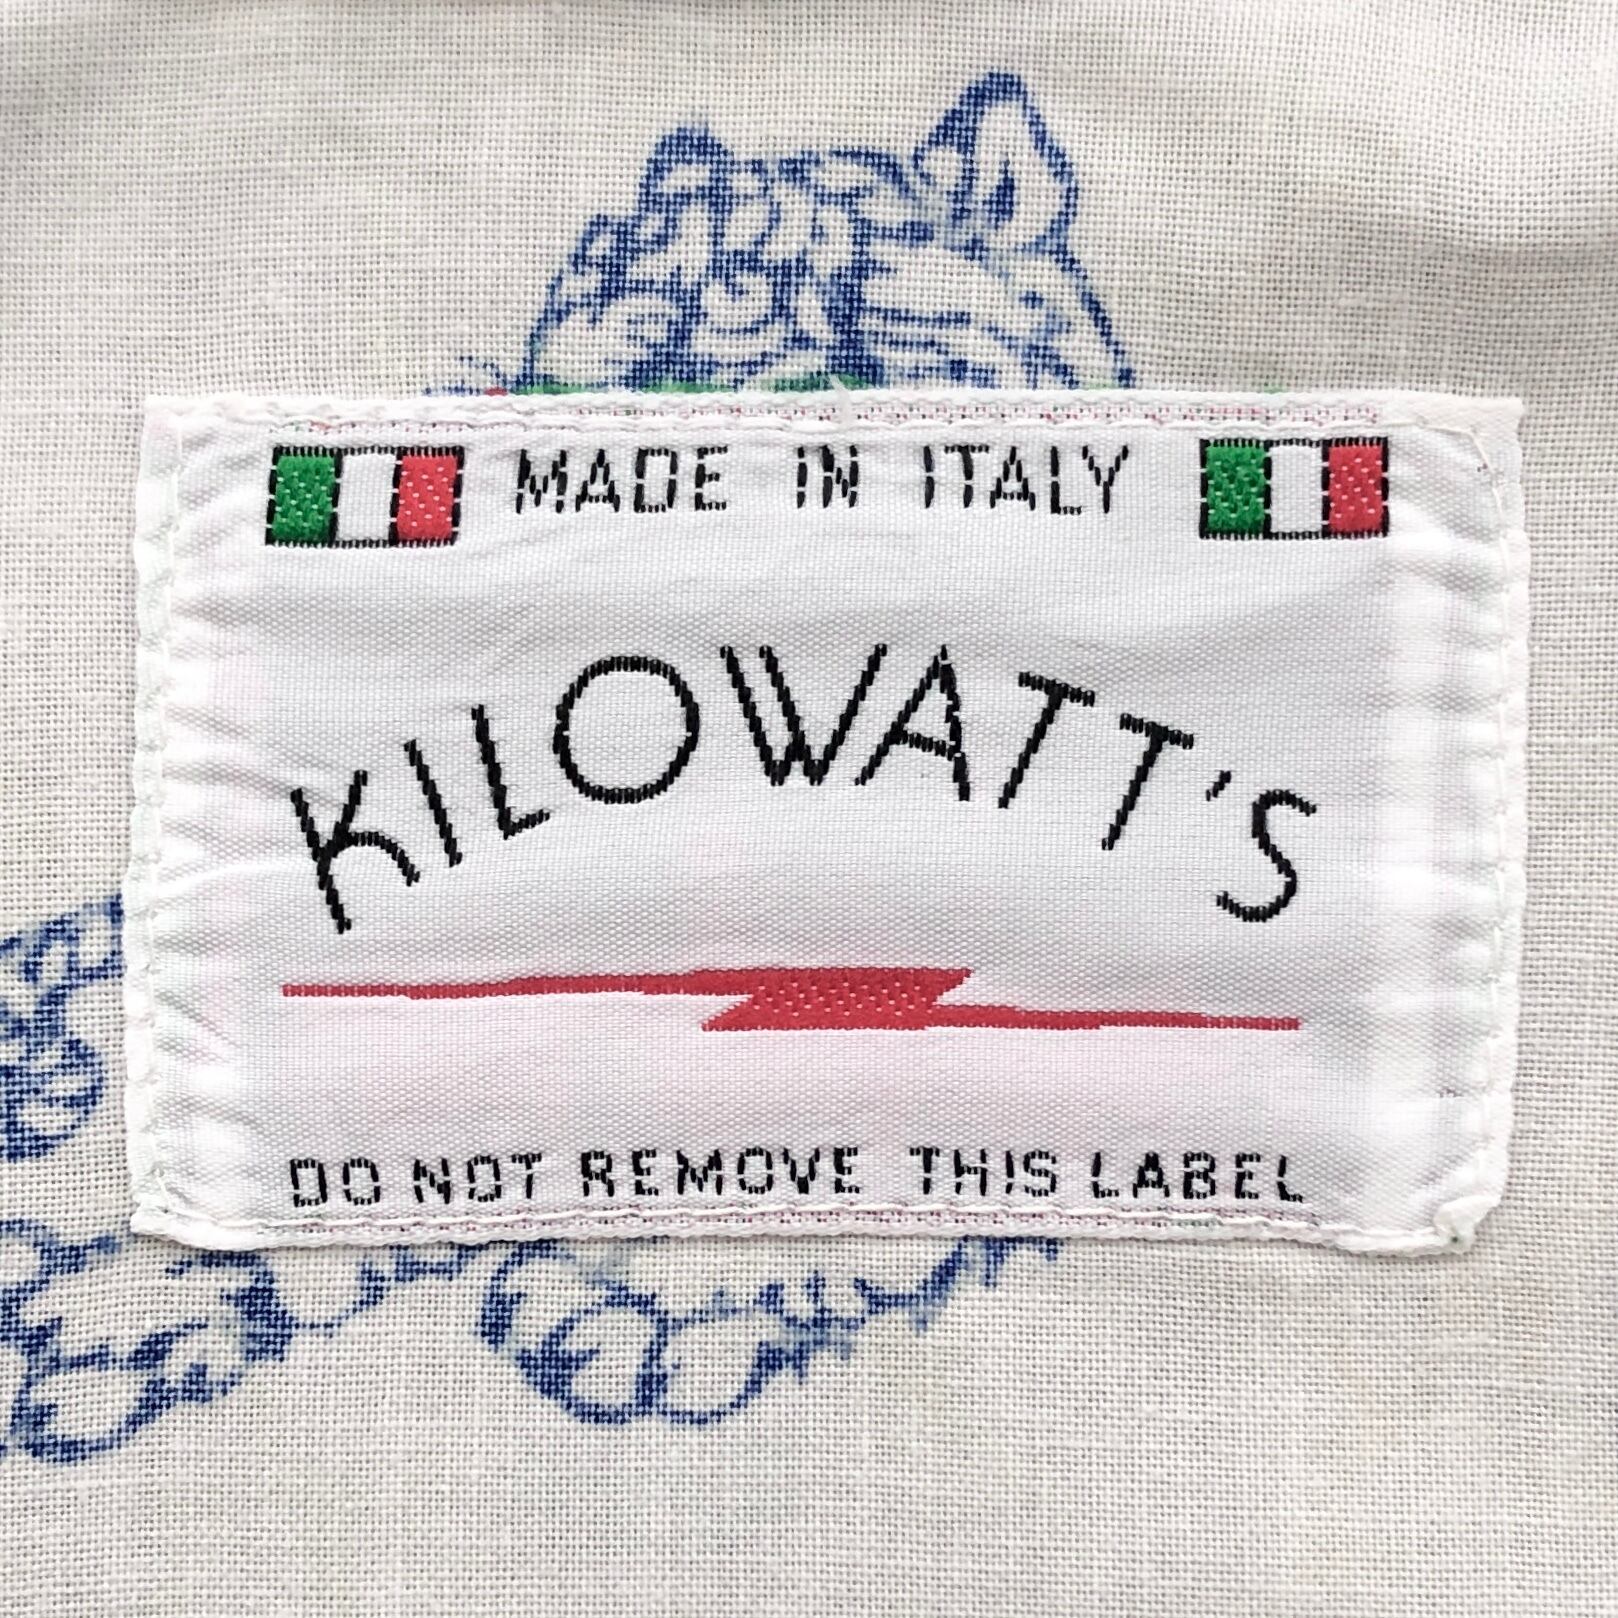 MADE IN ITALY
KILOWATT'S
DO NOT REMOVE THIS LABEL